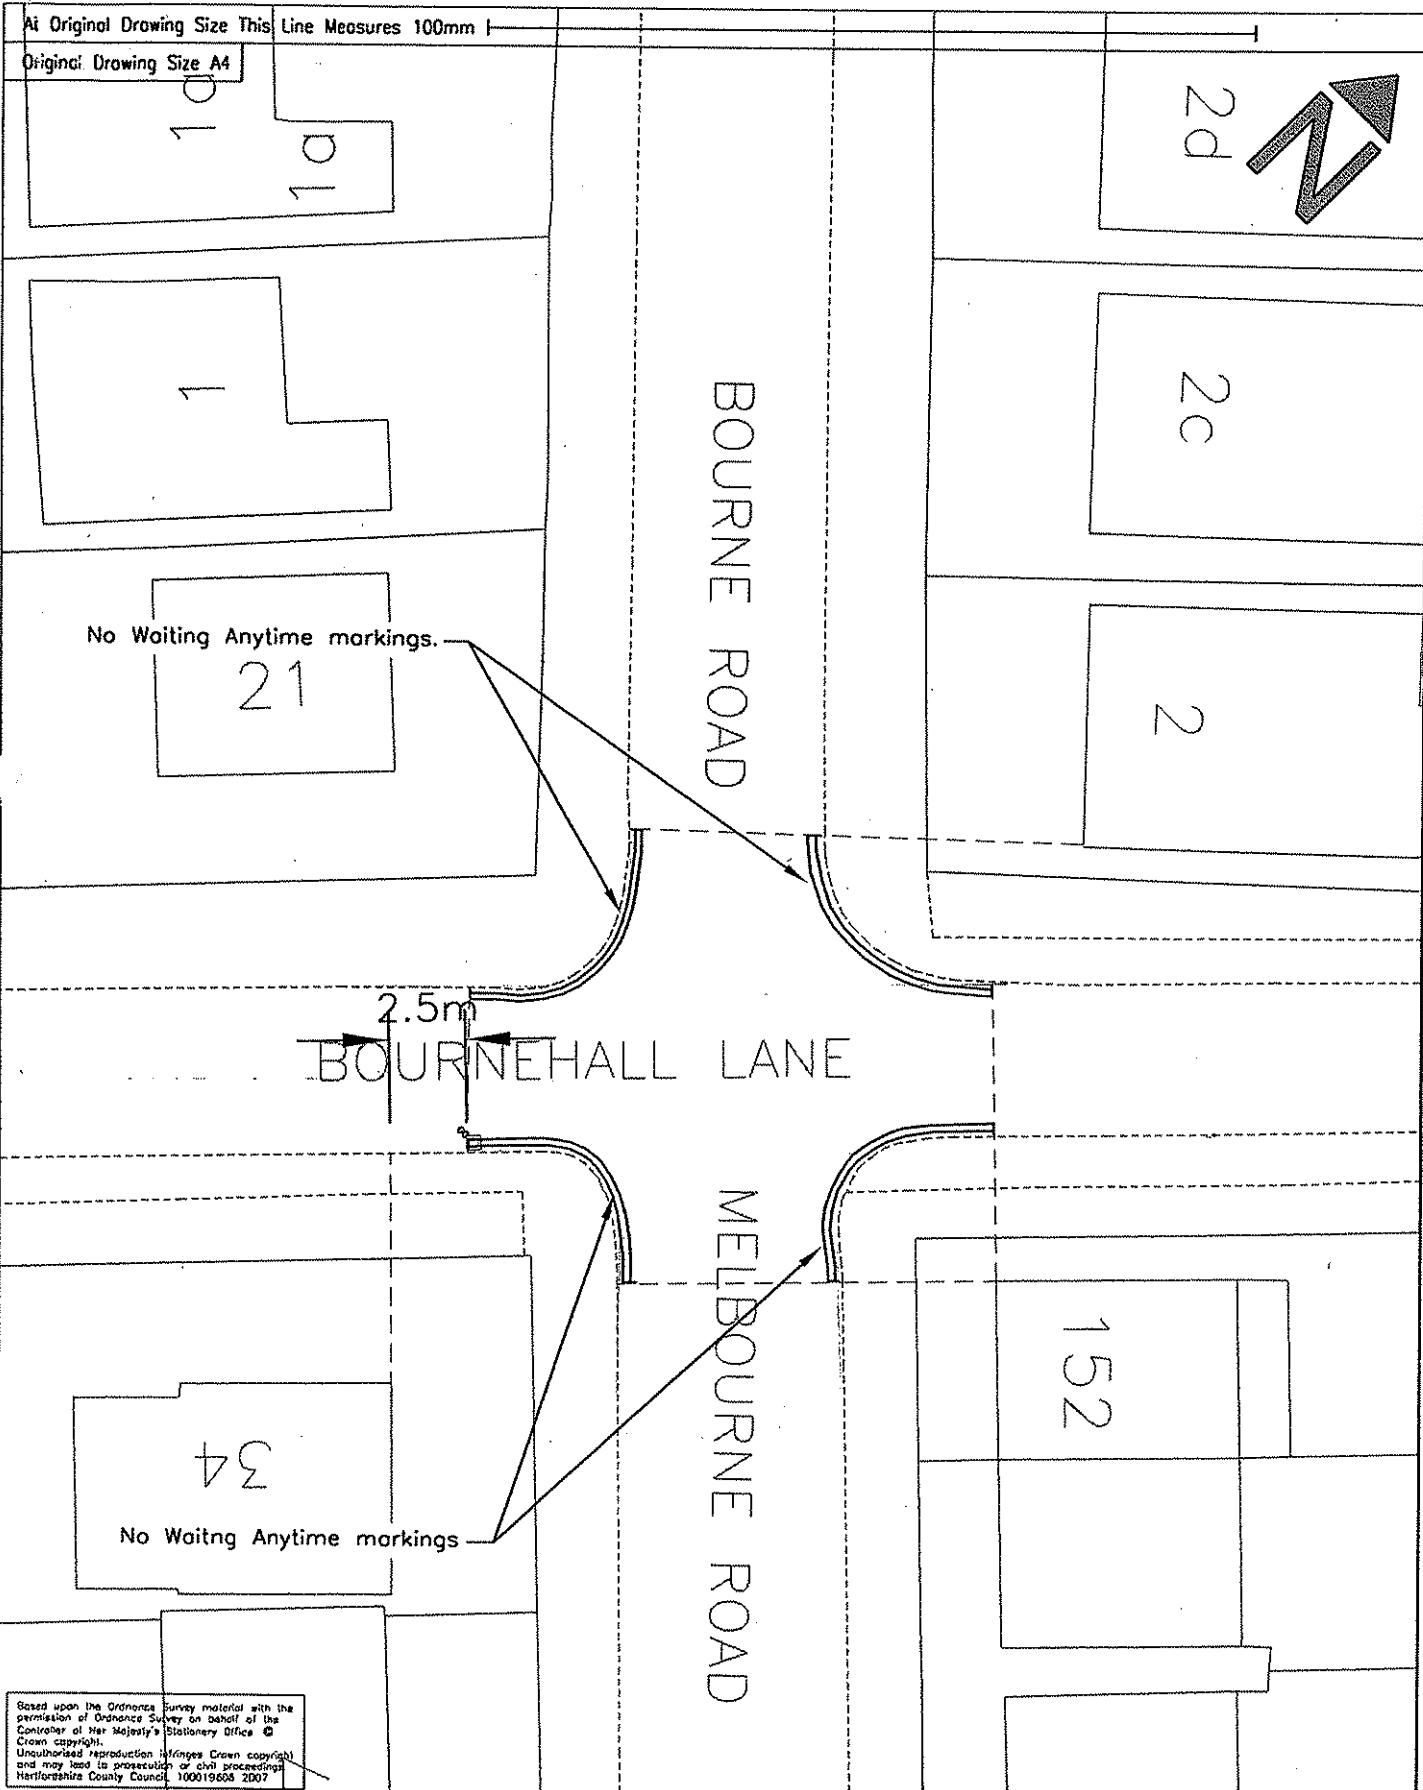 At Original Drawing Size This Line Measures 100mm
Original Drawing Size A4
1a
1a
2d
N
1
2c
BOURNE ROAD
No Waiting Anytime markings.
21
2
2.5m
BOURNEHALL LANE
MELBOURNE ROAD
152
34
No Waitng Anytime markings
Based upon the Ordnance Survey material with the
permission of Ordnance Survey on behalf of the
Controller of Her Majesty's Stationery Office ©
Crown copyright.
Unauthorised reproduction infringes Crown copyright
and may lead to prosecution or civil proceedings
Hertfordshire County Council 100019606 2007